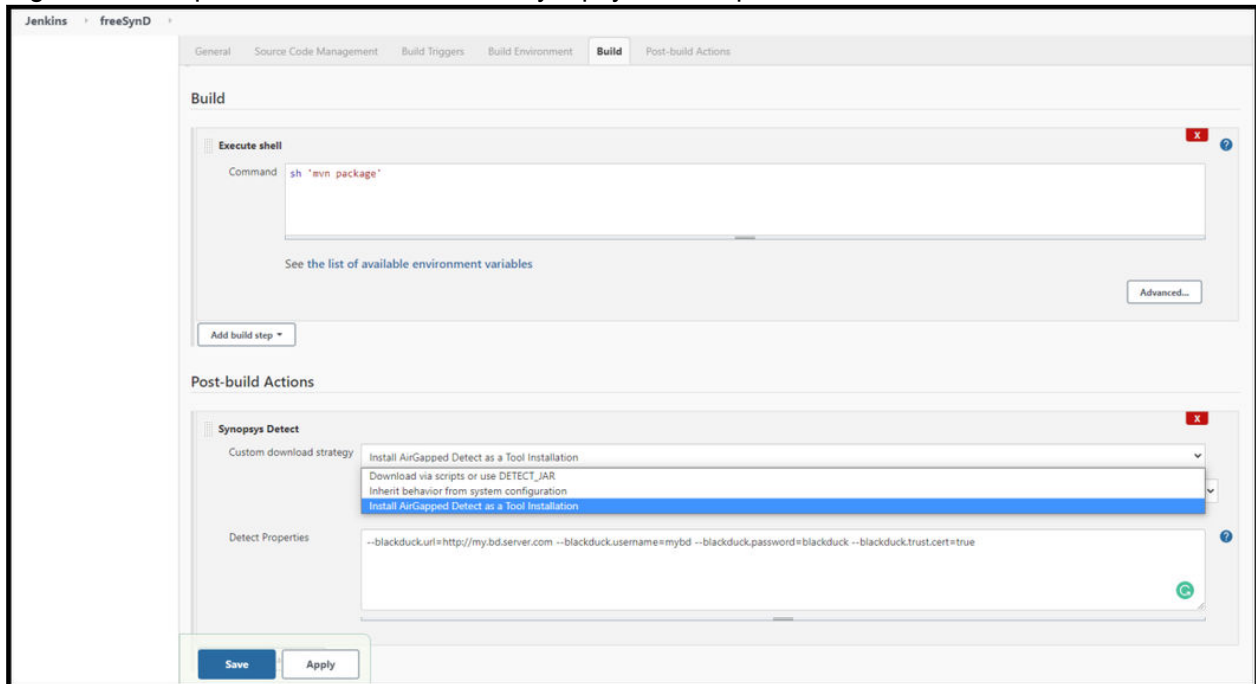 Jenkins
freeSynD
General Source Code Management Build Triggers Build Environment Build Post-build Actions
Build
X
Execute shell
?
Command
sh 'mvn package'
See the list of available environment variables
Advanced...
Add build step
Post-build Actions
X
Synopsys Detect
Custom download strategy
Install AirGapped Detect as a Tool Installation
Download via scripts or use DETECT_JAR
Inherit behavior from system configuration
Install AirGapped Detect as a Tool Installation
Detect Properties
--blackduck.url=http://my.bd.server.com --blackduck.username=mybd --blackduck.password=blackduck --blackduck.trust.cert=true
?
Save Apply